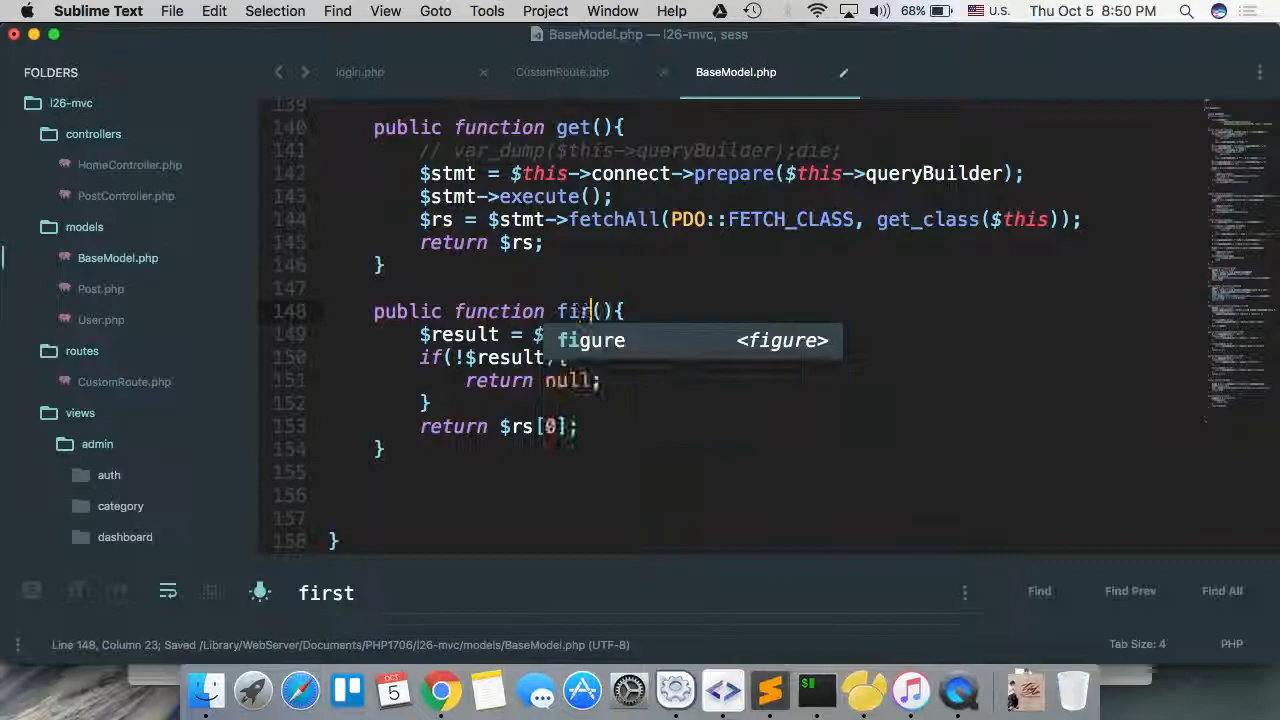 Sublime Text File Edit Selection Find View Goto Tools Project Window Help 68% U.S. Thu Oct 5 8:50 PM
BaseModel.php — l26-mvc, sess
FOLDERS
login.php CustomRoute.php BaseModel.php
l26-mvc
controllers
HomeController.php
PostController.php
models
BaseModel.php
Post.php
User.php
routes
CustomRoute.php
views
admin
auth
category
dashboard
139
140 public function get(){
141 // var_dump($this->queryBuilder);die;
142 $stmt = $this->connect->prepare($this->queryBuilder);
143 $stmt->execute();
144 $rs = $stmt->fetchAll(PDO::FETCH_CLASS, get_class($this));
145 return $rs;
146 }
147
148 public function fir(){
149 $result = $
figure <figure>
150 if(!$result
151 return null;
152 }
153 return $rs[0];
154 }
155
156
157
158 }
first Find Find Prev Find All
Line 148, Column 23; Saved /Library/WebServer/Documents/PHP1706/l26-mvc/models/BaseModel.php (UTF-8) Tab Size: 4 PHP
OCT
5